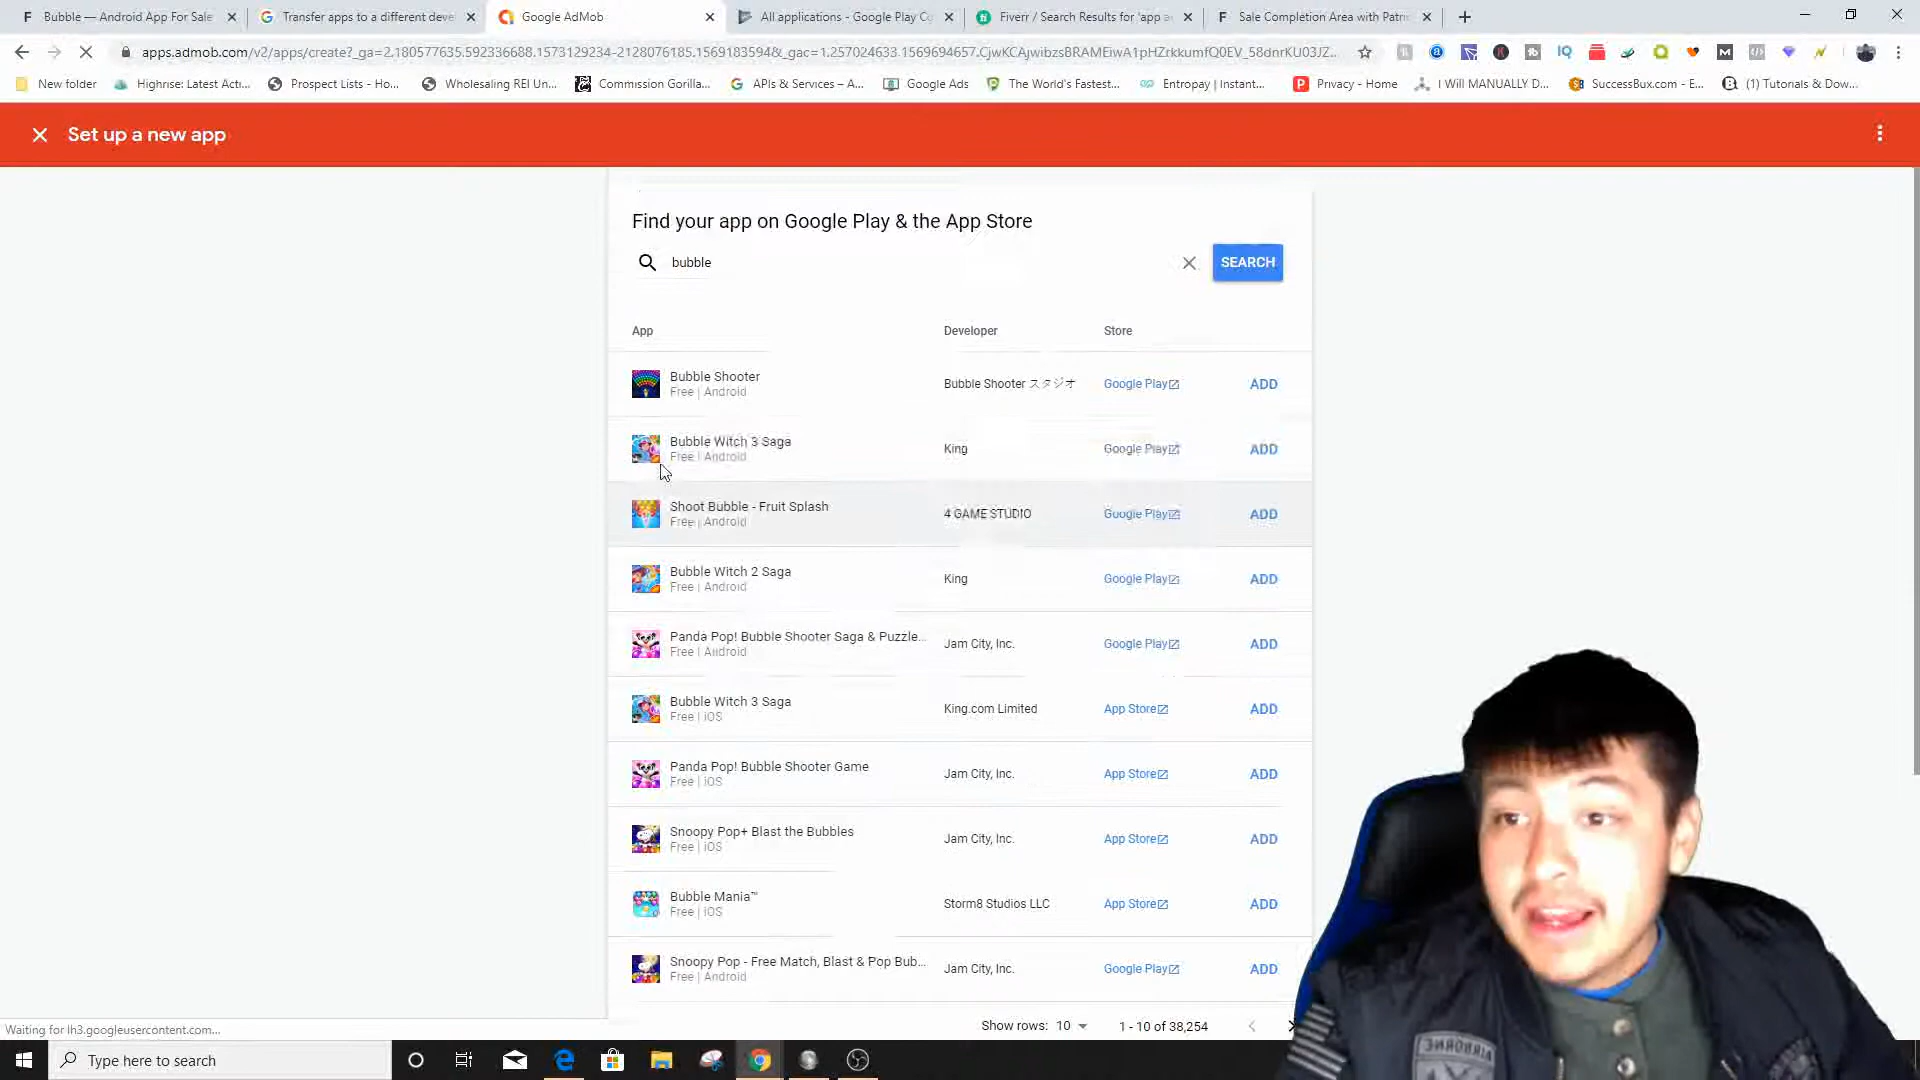 Bubble — Android App For Sale
Transfer apps to a different deve
Google AdMob
All applications - Google Play Co
Fiverr / Search Results for 'app a
Sale Completion Area with Patri
apps.admob.com/v2/apps/create?_ga=2.180577635.592336688.1573129234-2128076185.1569183594&_gac=1.257024633.1569694657.CjwKCAjwibzsBRAMEiwA1pHZrkkumfQ0EV_58dnrKU03JZ...
New folder
Highrise: Latest Acti...
Prospect Lists - Ho...
Wholesaling REI Un...
Commission Gorilla...
APIs & Services – A...
Google Ads
The World's Fastest...
Entropay | Instant...
Privacy - Home
I Will MANUALLY D...
SuccessBux.com - E...
(1) Tutorials & Dow...
Set up a new app
Find your app on Google Play & the App Store
bubble
SEARCH
App Developer Store
Bubble Shooter
Free | Android
Bubble Shooter スタジオ
Google Play
ADD
Bubble Witch 3 Saga
Free | Android
King
Google Play
ADD
Shoot Bubble - Fruit Splash
Free | Android
4 GAME STUDIO
Google Play
ADD
Bubble Witch 2 Saga
Free | Android
King
Google Play
ADD
Panda Pop! Bubble Shooter Saga & Puzzle...
Free | Android
Jam City, Inc.
Google Play
ADD
Bubble Witch 3 Saga
Free | iOS
King.com Limited
App Store
ADD
Panda Pop! Bubble Shooter Game
Free | iOS
Jam City, Inc.
App Store
ADD
Snoopy Pop+ Blast the Bubbles
Free | iOS
Jam City, Inc.
App Store
ADD
Bubble Mania™
Free | iOS
Storm8 Studios LLC
App Store
ADD
Snoopy Pop - Free Match, Blast & Pop Bub...
Free | Android
Jam City, Inc.
Google Play
ADD
Show rows: 10 1 - 10 of 38,254
Waiting for lh3.googleusercontent.com...
Type here to search
AIRBORNE